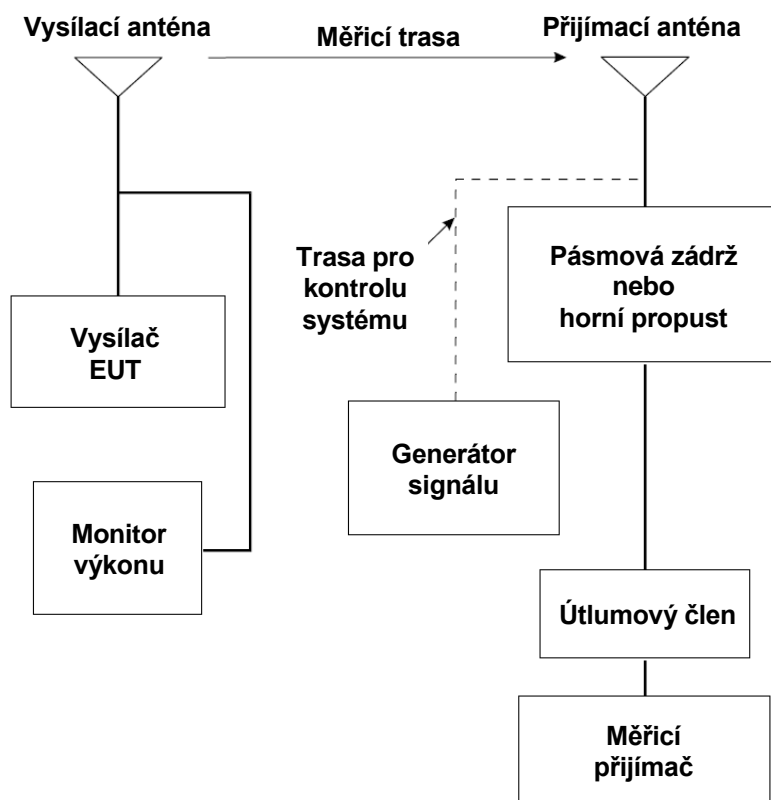 Vysílací anténa
Měřicí trasa
Přijímací anténa
Trasa pro
kontrolu
systému
Pásmová zádrž
nebo
horní propust
Vysílač
EUT
Generátor
signálu
Monitor
výkonu
Útlumový člen
Měřicí
přijímač